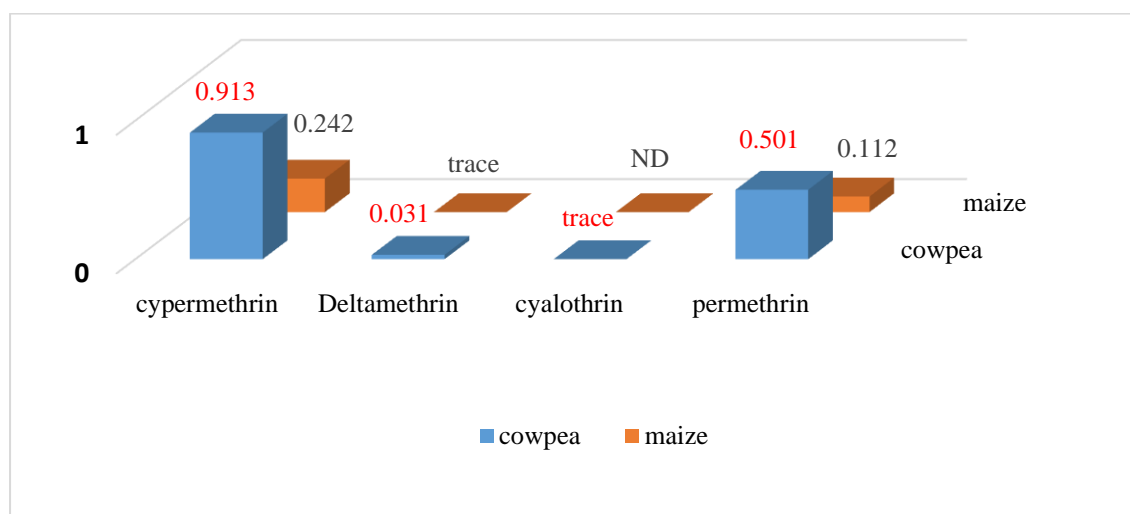 0.913
0.242
1
trace
ND
0.501
0.112
0.031
trace
maize
cowpea
0
cypermethrin Deltamethrin cyalothrin permethrin
cowpea maize